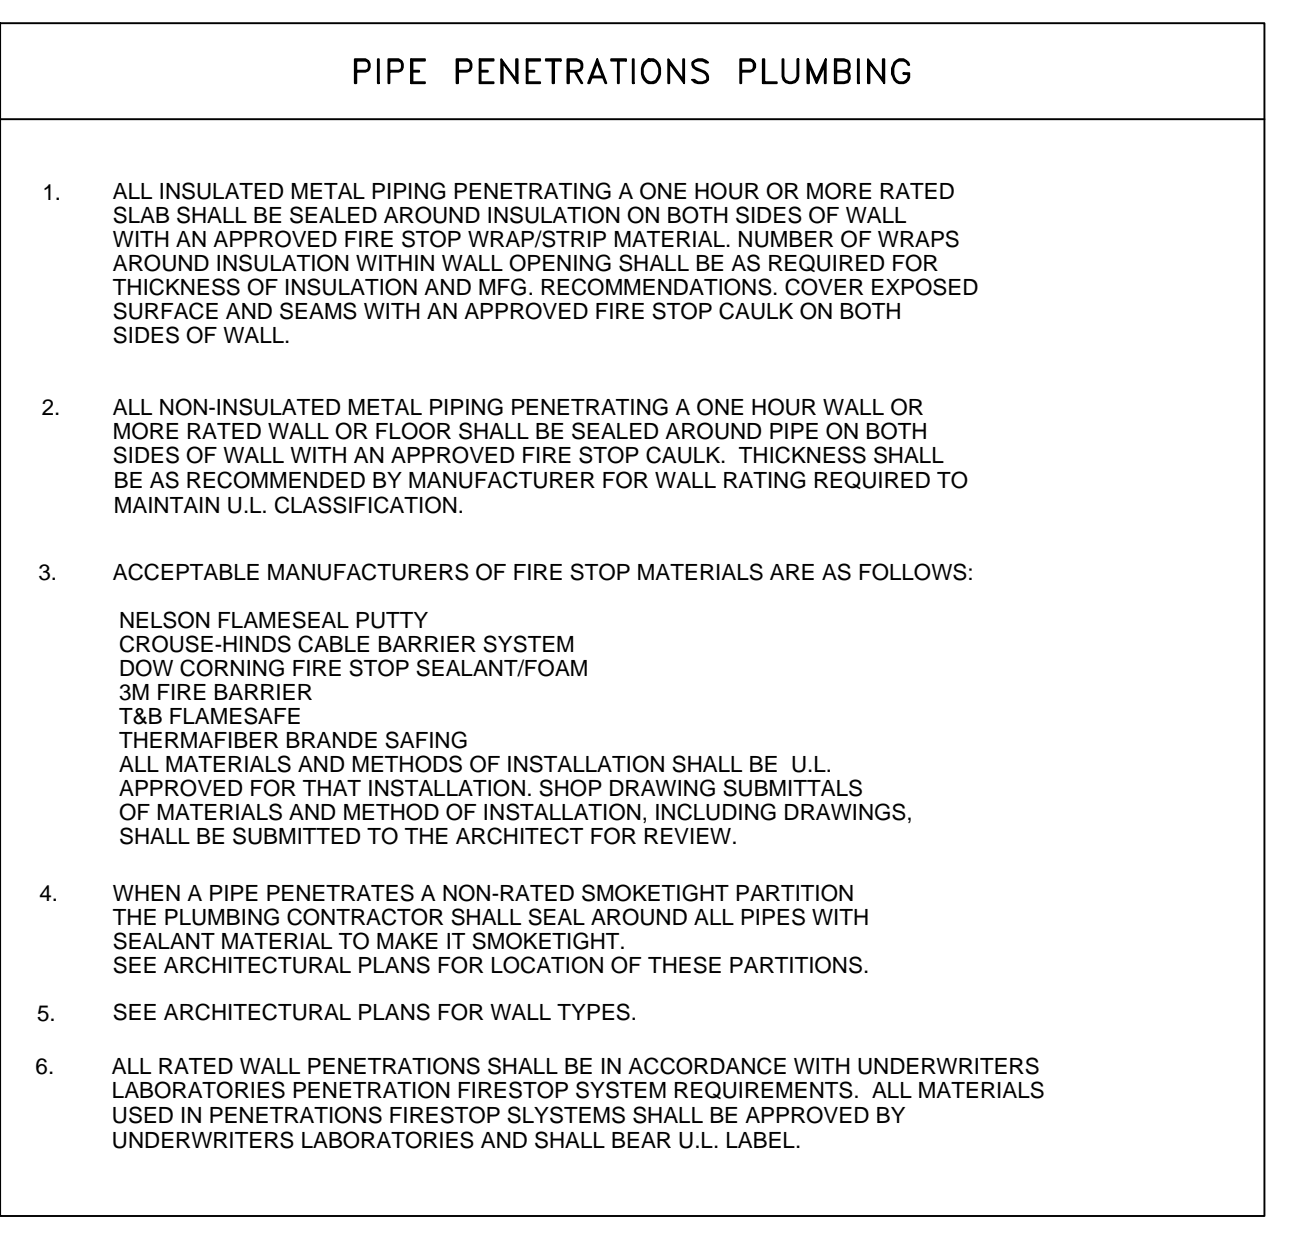 PIPE PENETRATIONS PLUMBING
1. ALL INSULATED METAL PIPING PENETRATING A ONE HOUR OR MORE RATED
SLAB SHALL BE SEALED AROUND INSULATION ON BOTH SIDES OF WALL
WITH AN APPROVED FIRE STOP WRAP/STRIP MATERIAL. NUMBER OF WRAPS
AROUND INSULATION WITHIN WALL OPENING SHALL BE AS REQUIRED FOR
THICKNESS OF INSULATION AND MFG. RECOMMENDATIONS. COVER EXPOSED
SURFACE AND SEAMS WITH AN APPROVED FIRE STOP CAULK ON BOTH
SIDES OF WALL.
2. ALL NON-INSULATED METAL PIPING PENETRATING A ONE HOUR WALL OR
MORE RATED WALL OR FLOOR SHALL BE SEALED AROUND PIPE ON BOTH
SIDES OF WALL WITH AN APPROVED FIRE STOP CAULK. THICKNESS SHALL
BE AS RECOMMENDED BY MANUFACTURER FOR WALL RATING REQUIRED TO
MAINTAIN U.L. CLASSIFICATION.
3. ACCEPTABLE MANUFACTURERS OF FIRE STOP MATERIALS ARE AS FOLLOWS:
NELSON FLAMESEAL PUTTY
CROUSE-HINDS CABLE BARRIER SYSTEM
DOW CORNING FIRE STOP SEALANT/FOAM
3M FIRE BARRIER
T&B FLAMESAFE
THERMAFIBER BRANDE SAFING
ALL MATERIALS AND METHODS OF INSTALLATION SHALL BE U.L.
APPROVED FOR THAT INSTALLATION. SHOP DRAWING SUBMITTALS
OF MATERIALS AND METHOD OF INSTALLATION, INCLUDING DRAWINGS,
SHALL BE SUBMITTED TO THE ARCHITECT FOR REVIEW.
4. WHEN A PIPE PENETRATES A NON-RATED SMOKETIGHT PARTITION
THE PLUMBING CONTRACTOR SHALL SEAL AROUND ALL PIPES WITH
SEALANT MATERIAL TO MAKE IT SMOKETIGHT.
SEE ARCHITECTURAL PLANS FOR LOCATION OF THESE PARTITIONS.
5. SEE ARCHITECTURAL PLANS FOR WALL TYPES.
6. ALL RATED WALL PENETRATIONS SHALL BE IN ACCORDANCE WITH UNDERWRITERS
LABORATORIES PENETRATION FIRESTOP SYSTEM REQUIREMENTS. ALL MATERIALS
USED IN PENETRATIONS FIRESTOP SLYSTEMS SHALL BE APPROVED BY
UNDERWRITERS LABORATORIES AND SHALL BEAR U.L. LABEL.